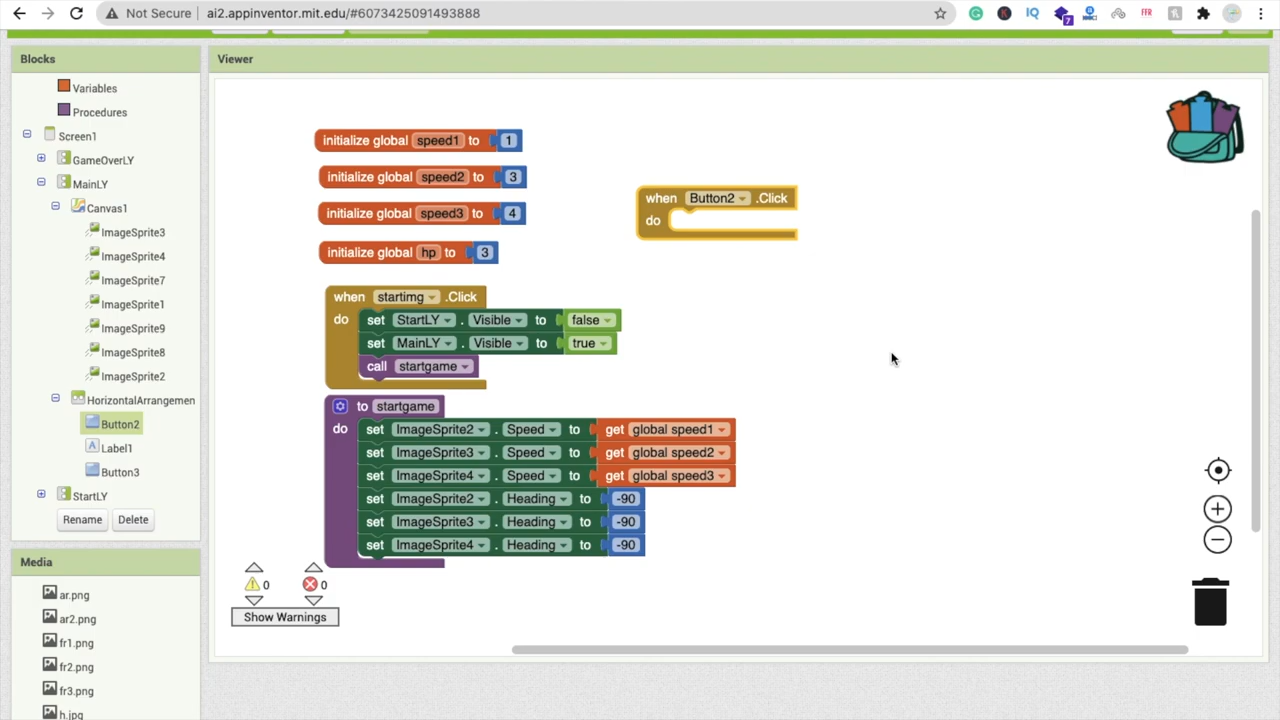 Not Secure | ai2.appinventor.mit.edu/#6073425091493888
IQ
FFR
7
Blocks
Viewer
Variables
Procedures
Screen1
GameOverLY
MainLY
Canvas1
ImageSprite3
ImageSprite4
ImageSprite7
ImageSprite1
ImageSprite9
ImageSprite8
ImageSprite2
HorizontalArrangemen
Button2
Label1
Button3
StartLY
Rename Delete
Media
ar.png
ar2.png
fr1.png
fr2.png
fr3.png
h.jpg
initialize global speed1 to 1
initialize global speed2 to 3
initialize global speed3 to 4
initialize global hp to 3
when Button2 .Click
do
when startimg .Click
do set StartLY . Visible to false
set MainLY . Visible to true
call startgame
to startgame
do set ImageSprite2 . Speed to get global speed1
set ImageSprite3 . Speed to get global speed2
set ImageSprite4 . Speed to get global speed3
set ImageSprite2 . Heading to -90
set ImageSprite3 . Heading to -90
set ImageSprite4 . Heading to -90
0 0
Show Warnings